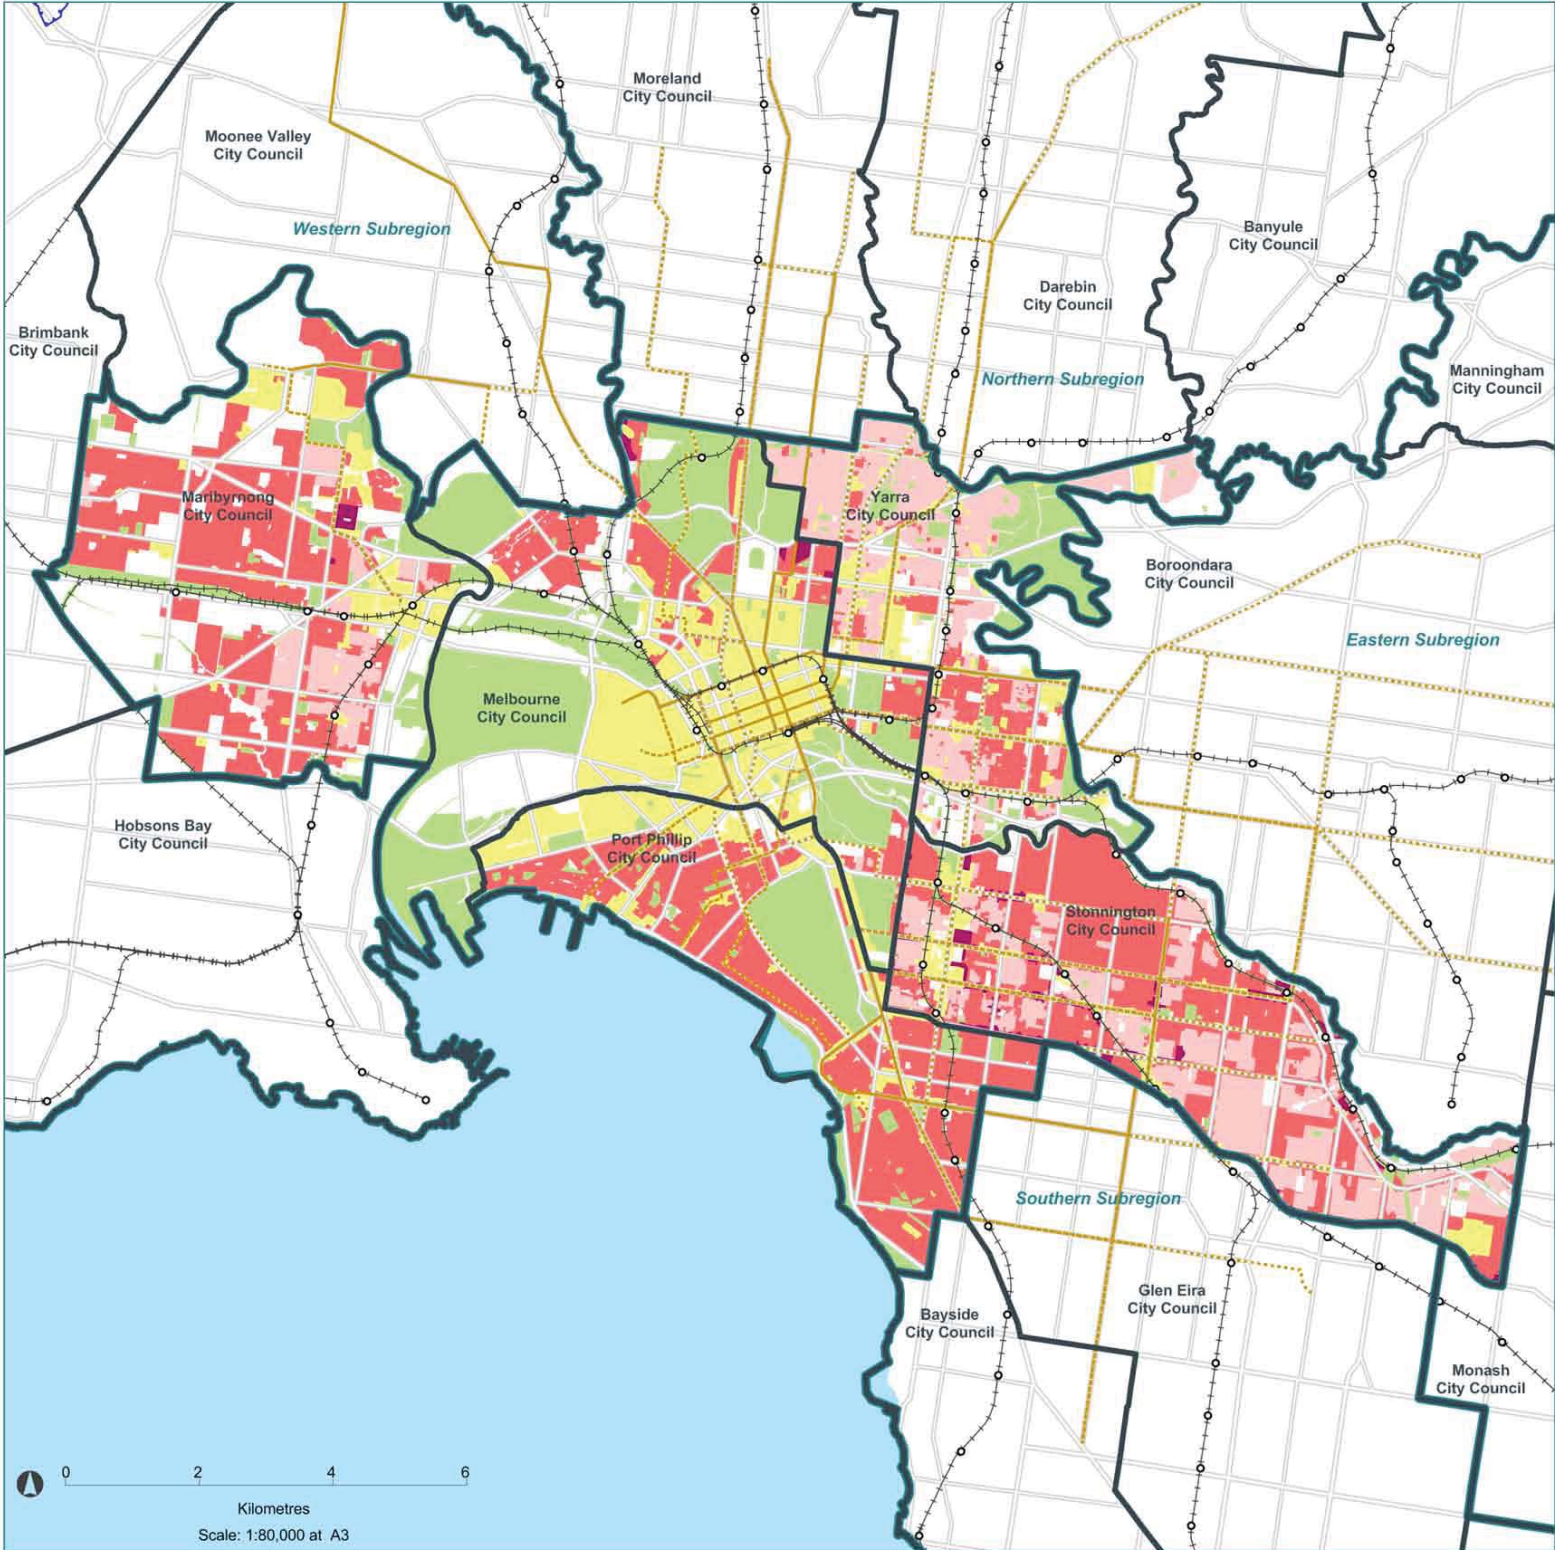 Moreland
City Council
Moonee Valley
City Council
Western Subregion
Banyule
City Council
Darebin
City Council
Brimbank
City Council
Northern Subregion
Manningham
City Council
Maribyrnong
City Council
Yarra
City Council
Boroondara
City Council
Eastern Subregion
Melbourne
City Council
Hobsons Bay
City Council
Port Phillip
City Council
Stonnington
City Council
Southern Subregion
Glen Eira
City Council
Bayside
City Council
Monash
City Council
0 2 4 6
Kilometres
Scale: 1:80,000 at A3